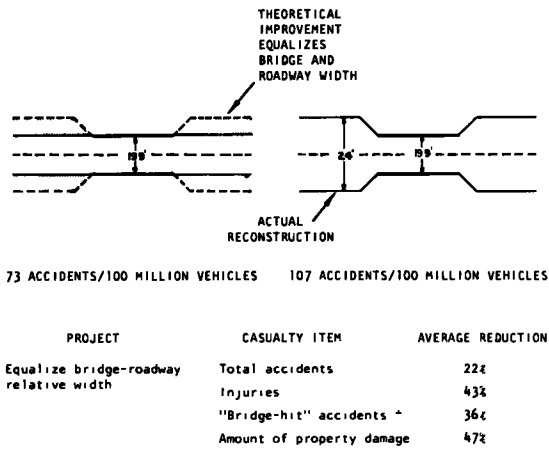 THEORETICAL
IMPROVEMENT
EQUALIZES
BRIDGE AND
ROADWAY WIDTH
19.9'
24'
19.9'
ACTUAL
RECONSTRUCTION
73 ACCIDENTS/100 MILLION VEHICLES 107 ACCIDENTS/100 MILLION VEHICLES
PROJECT CASUALTY ITEM AVERAGE REDUCTION
Equalize bridge-roadway Total accidents 22%
relative width Injuries 43%
"Bridge-hit" accidents 36%
Amount of property damage 47%